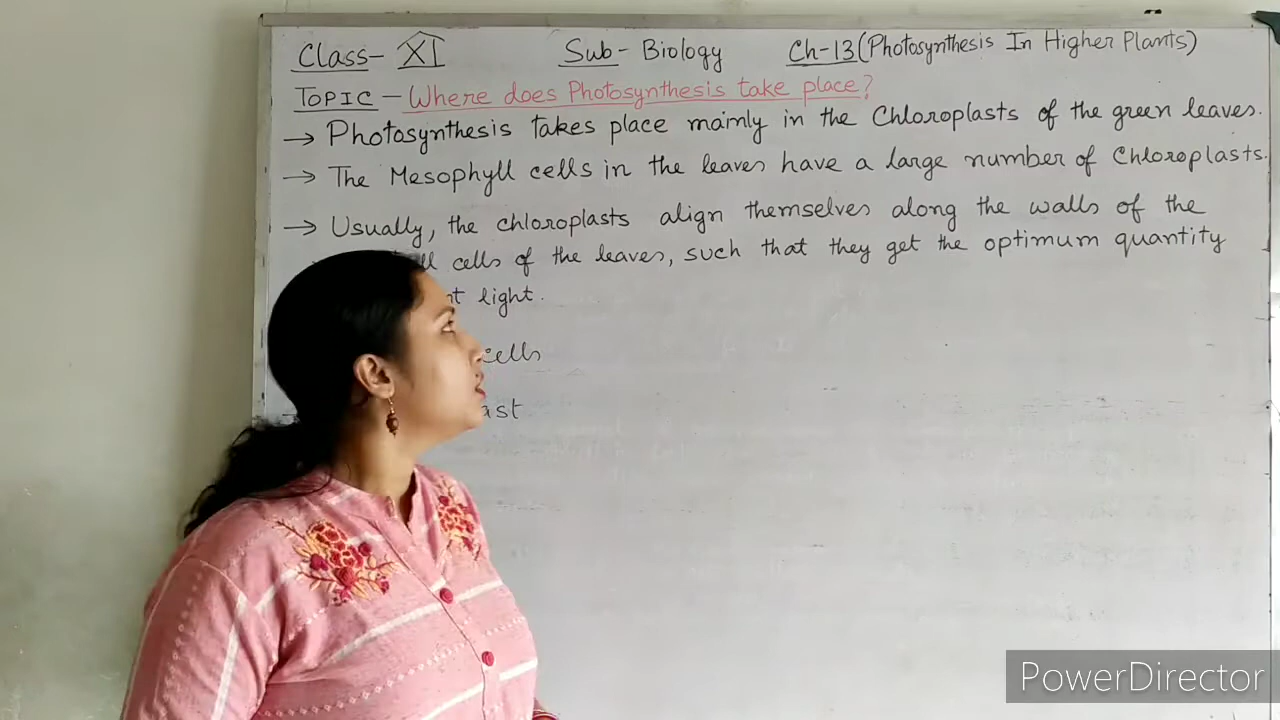 Class- XI Sub- Biology Ch-13(Photosynthesis In Higher Plants)
TOPIC - Where does Photosynthesis take place?
→ Photosynthesis takes place mainly in the Chloroplasts of the green leaves.
→ The Mesophyll cells in the leaves have a large number of Chloroplasts.
→ Usually, the chloroplasts align themselves along the walls of the
cells of the leaves, such that they get the optimum quantity
light.
cells
PowerDirector